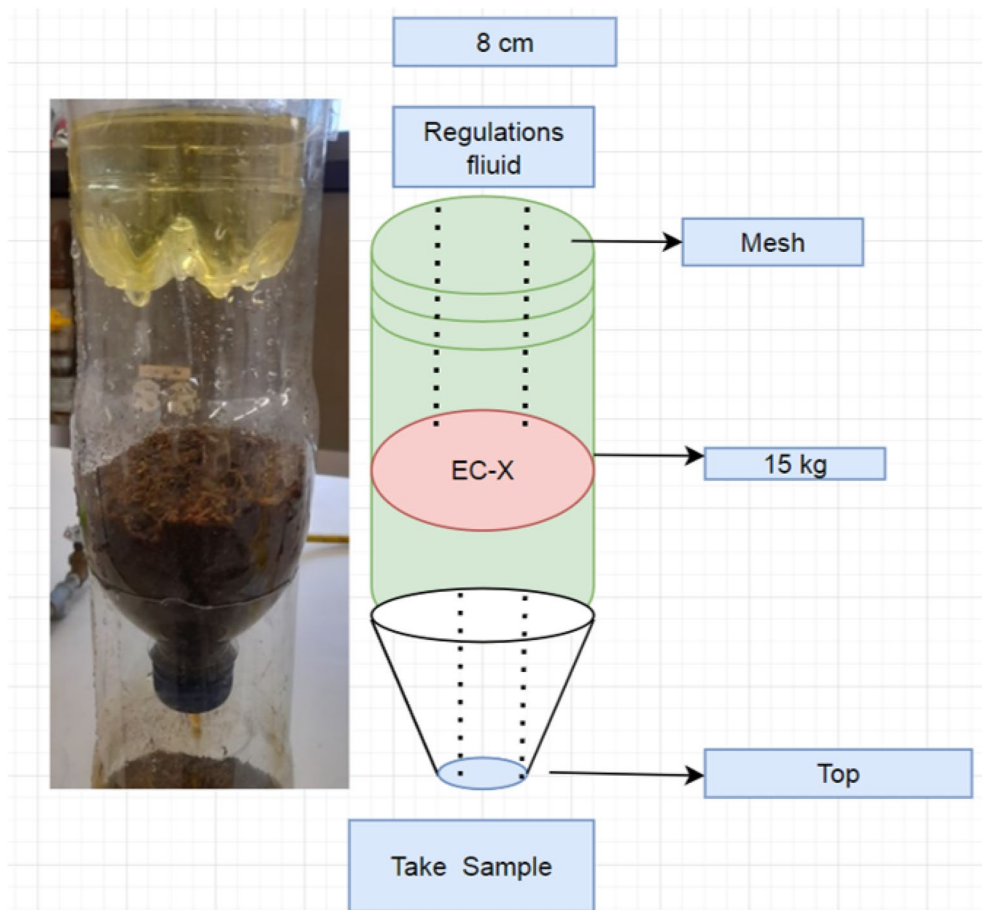 8 cm
Regulations
fliuid
Mesh
EC-X
15 kg
Top
Take Sample